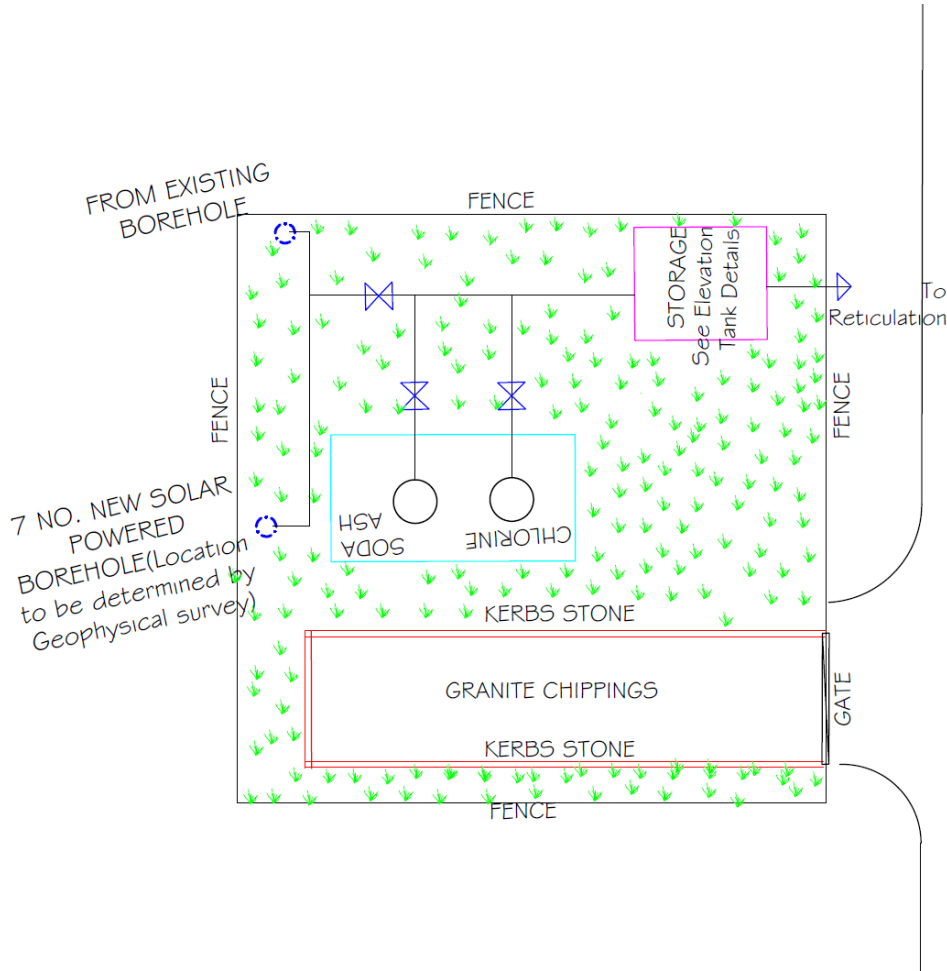 FROM EXISTING
BOREHOLE
FENCE
STORAGE
See Elevation
Tank Details
To
Reticulation
FENCE
FENCE
7 NO. NEW SOLAR
POWERED
BOREHOLE(Location
to be determined by
Geophysical survey)
SODA
ASH
CHLORINE
KERBS STONE
GRANITE CHIPPINGS
GATE
KERBS STONE
FENCE